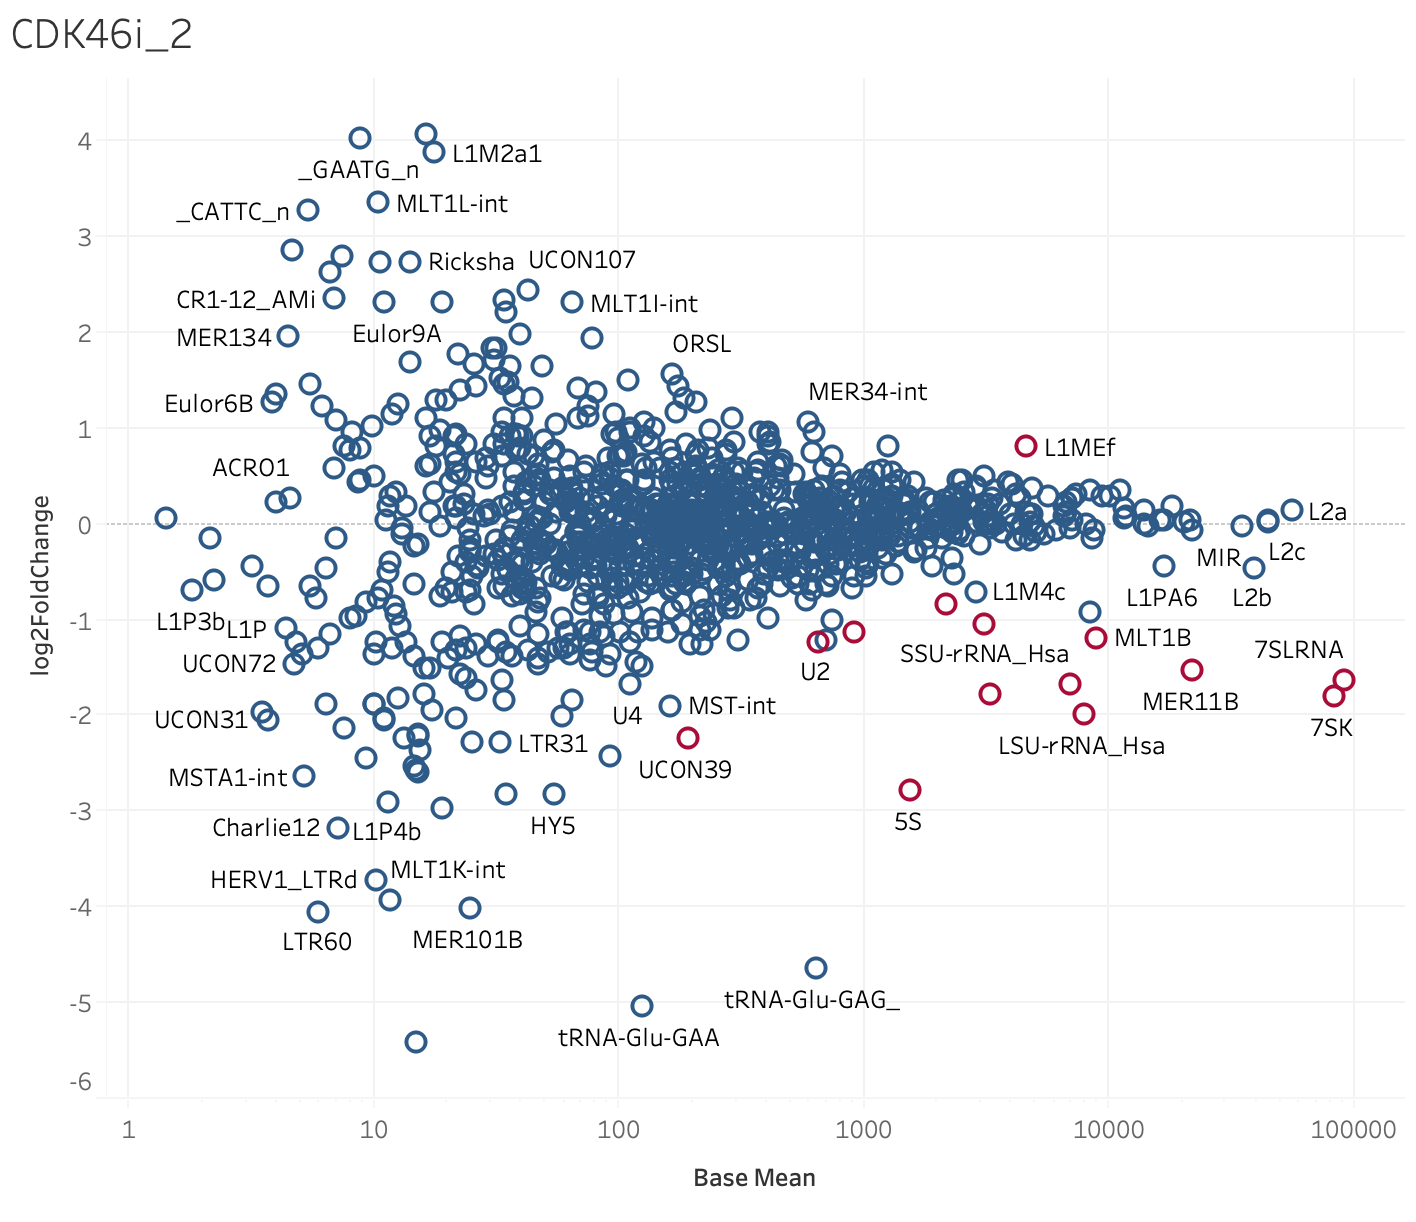 CDK46i_2
4
_GAATG_n
L1M2a1
_CATTC_n
MLT1L-int
3
Ricksha
UCON107
CR1-12_AMi
MLT1I-int
2
MER134
Eulor9A
ORSL
Eulor6B
MER34-int
1
L1MEf
ACRO1
log2FoldChange
0
L2a
MIR
L2c
L1M4c
L1PA6
L2b
-1
L1P3b
L1P
MLT1B
UCON72
U2
SSU-rRNA_Hsa
7SLRNA
-2
UCON31
U4
MST-int
MER11B
7SK
LTR31
LSU-rRNA_Hsa
MSTA1-int
UCON39
-3
Charlie12
L1P4b
HY5
5S
HERV1_LTRd
MLT1K-int
-4
LTR60
MER101B
-5
tRNA-Glu-GAG_
tRNA-Glu-GAA
-6
1
10
100
1000
10000
100000
Base Mean